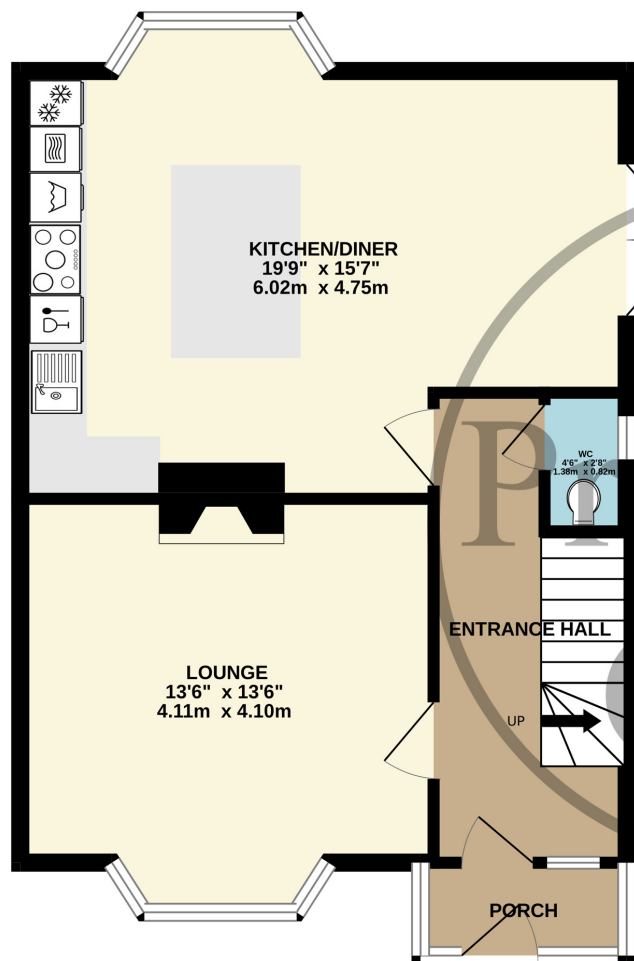 KITCHEN/DINER
19'9" x 15'7"
6.02m x 4.75m
WC
4'6" x 2'8"
1.38m x 0.82m
Pr
ENTRANCE HALL
LOUNGE
13'6" x 13'6"
4.11m x 4.10m
UP
PORCH